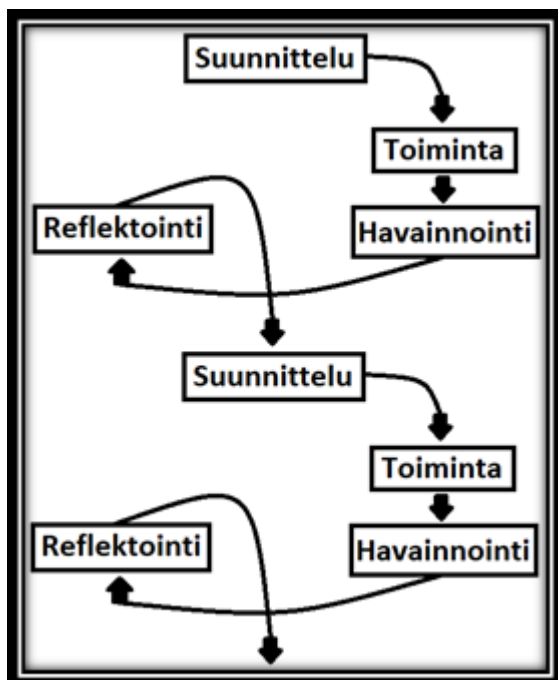 Suunnittelu
Toiminta
Havainnointi
Reflektointi
Suunnittelu
Toiminta
Havainnointi
Reflektointi